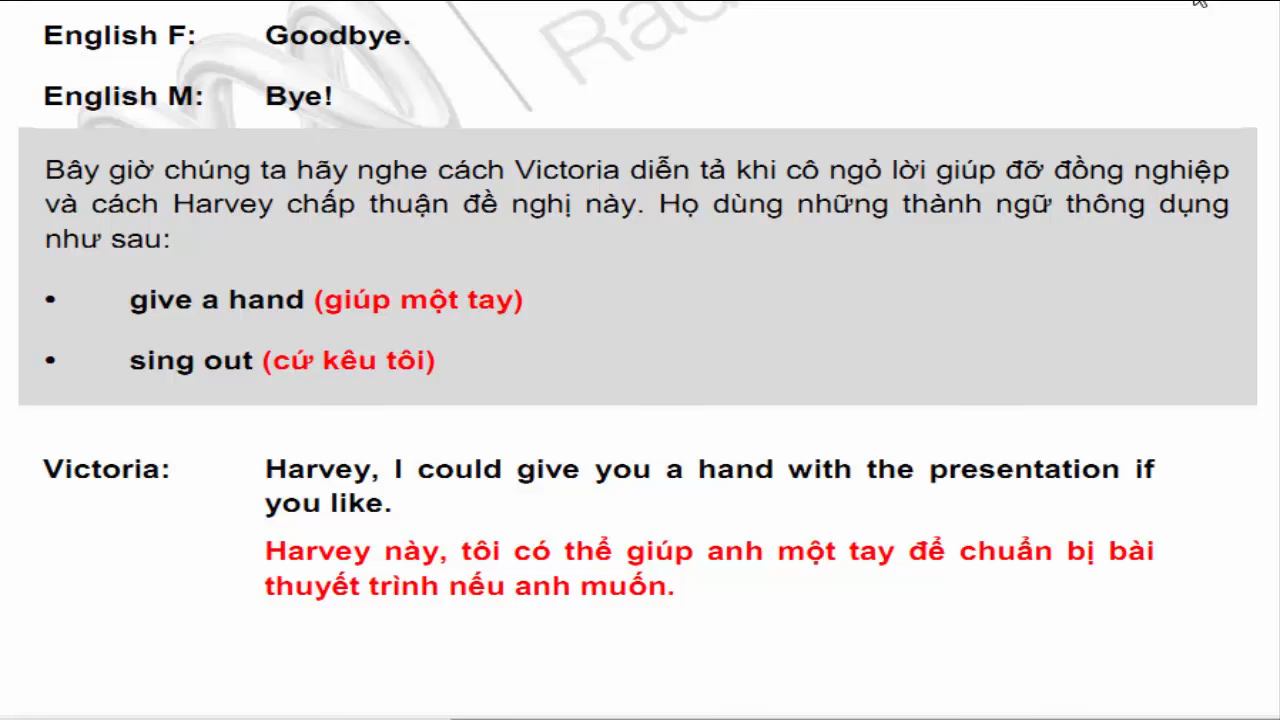 English F: Goodbye.
English M: Bye!
Bây giờ chúng ta hãy nghe cách Victoria diễn tả khi cô ngỏ lời giúp đỡ đồng nghiệp
và cách Harvey chấp thuận đề nghị này. Họ dùng những thành ngữ thông dụng
như sau:
• give a hand (giúp một tay)
• sing out (cứ kêu tôi)
Victoria: Harvey, I could give you a hand with the presentation if
you like.
Harvey này, tôi có thể giúp anh một tay để chuẩn bị bài
thuyết trình nếu anh muốn.